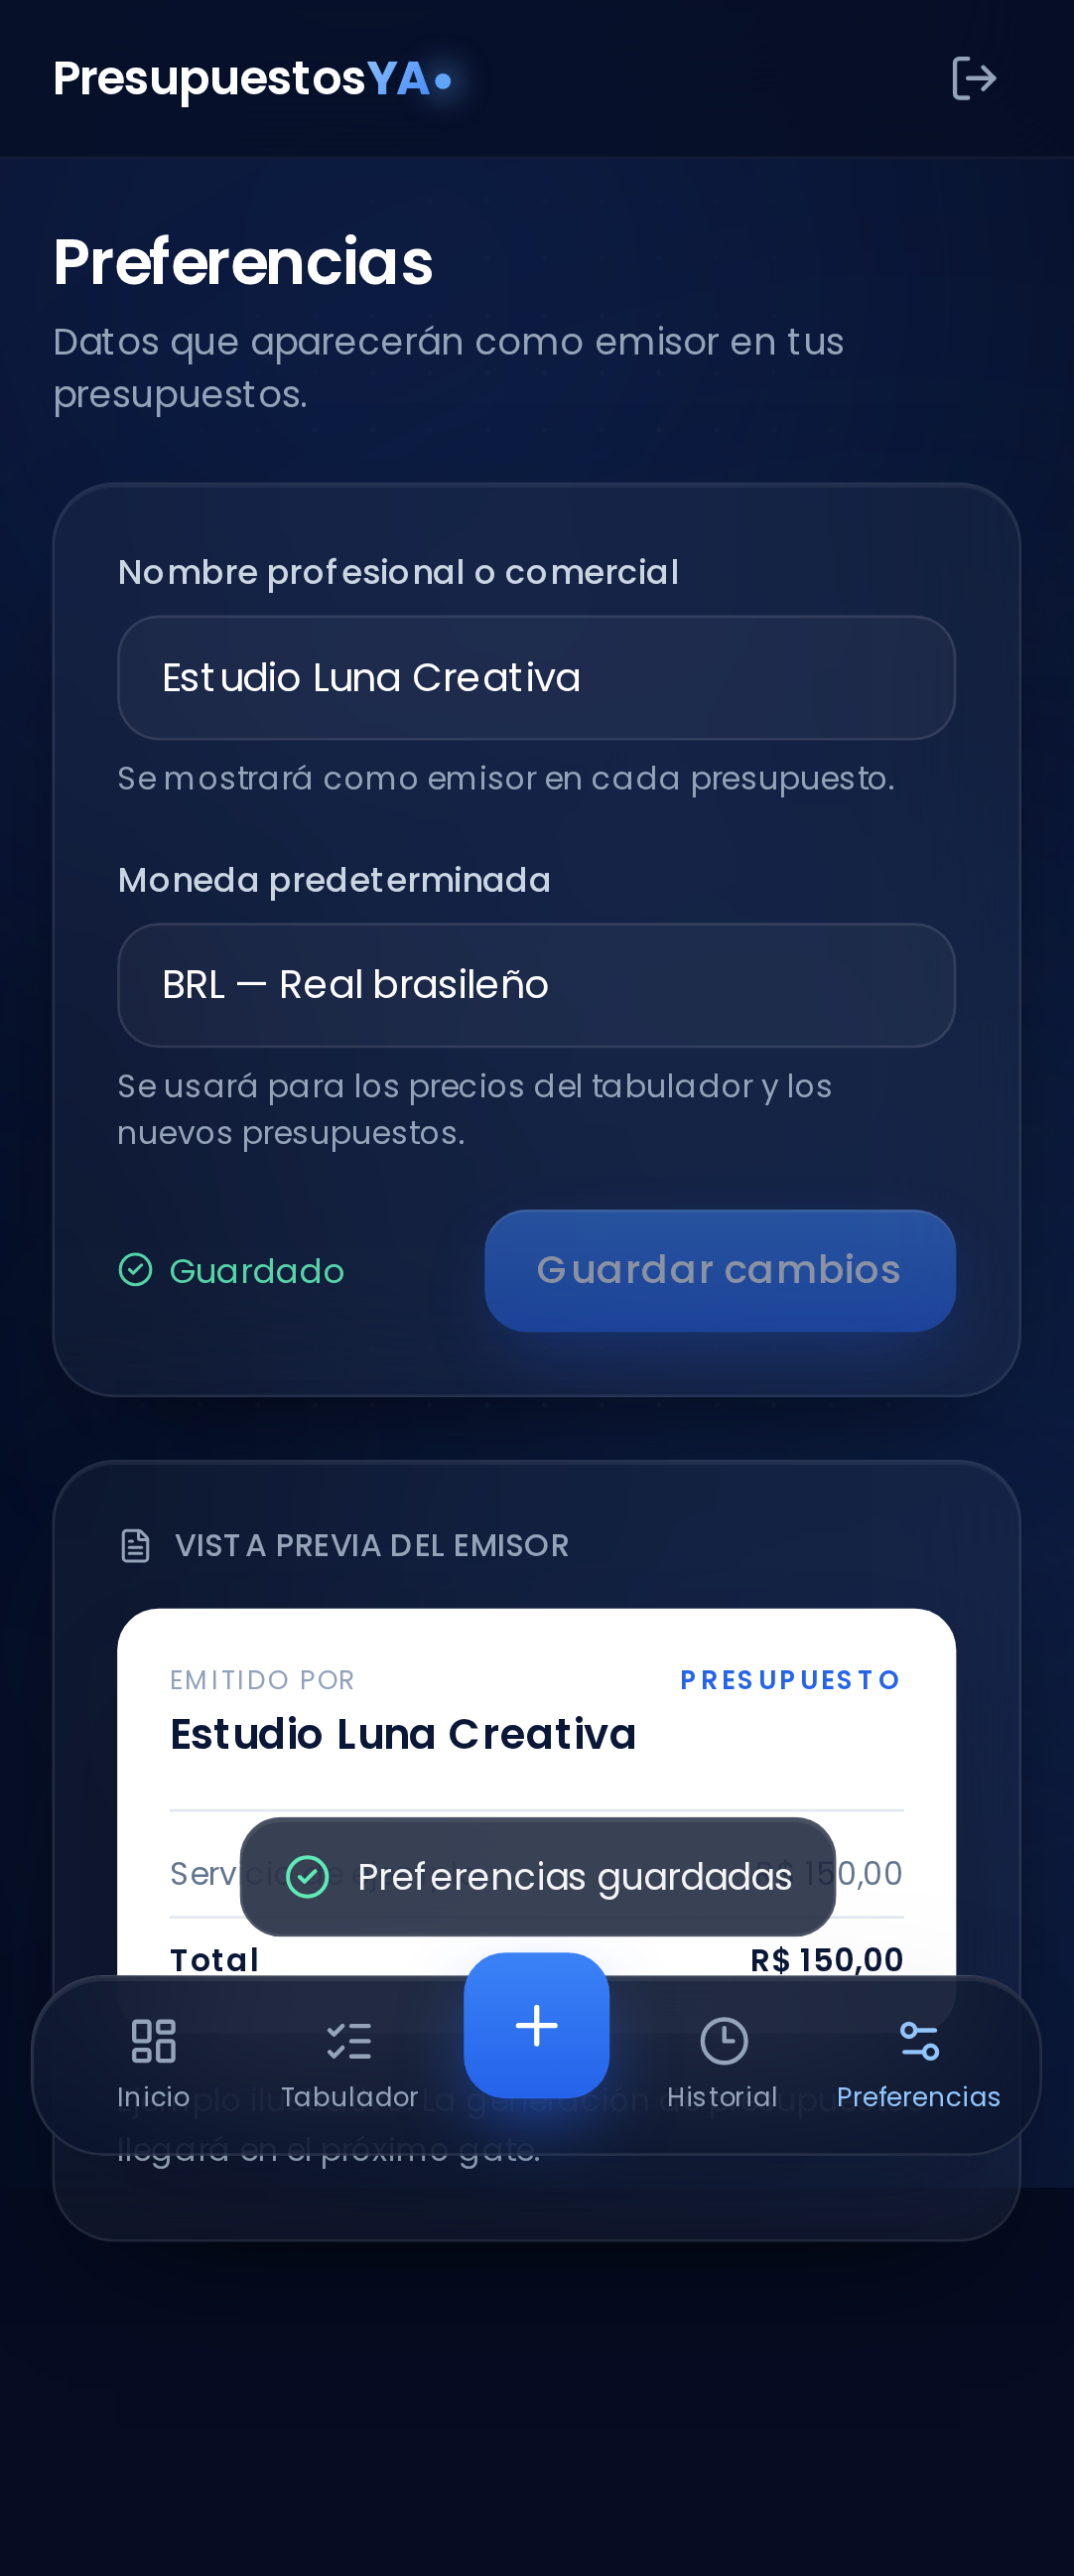 PresupuestosYA
Preferencias
Datos que aparecerán como emisor en tus
presupuestos.
Nombre profesional o comercial
Estudio Luna Creativa
Se mostrará como emisor en cada presupuesto.
Moneda predeterminada
BRL — Real brasileño
Se usará para los precios del tabulador y los
nuevos presupuestos.
Guardado
Guardar cambios
VISTA PREVIA DEL EMISOR
EMITIDO POR
PRESUPUESTO
Estudio Luna Creativa
R$ 150,00
Preferencias guardadas
Total
R$ 150,00
Inicio
Tabulador
Historial
Preferencias
llegará en el próximo gate.